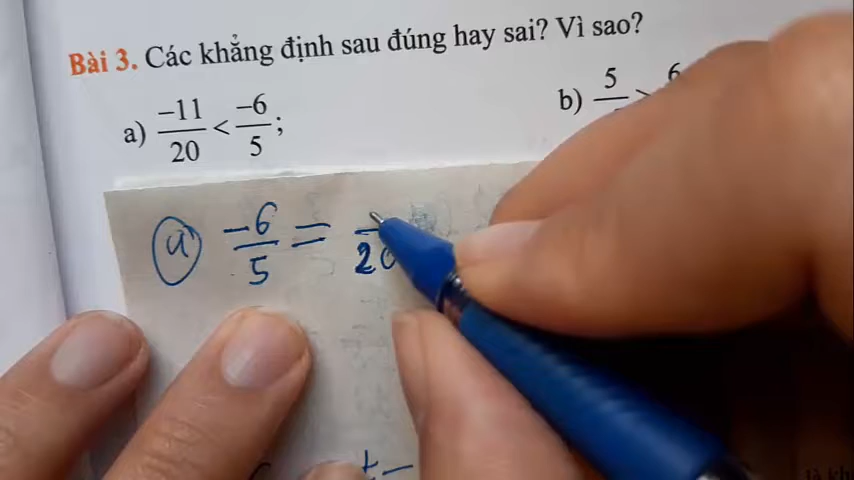 Bài 3. Các khẳng định sau đúng hay sai? Vì sao?
a) -11/20 < -6/5;
b) 5 > 6
a -6/5 = 20